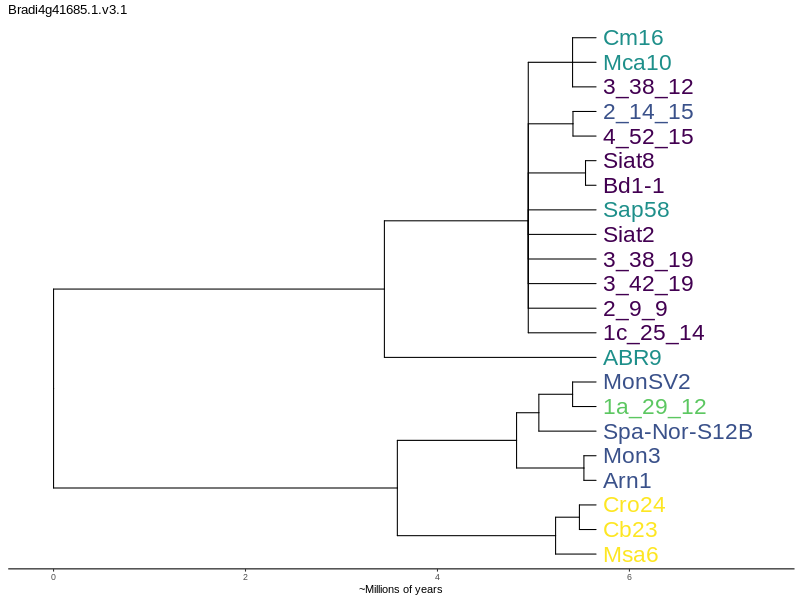 Bradi4g41685.1.v3.1
Cm16
Mca10
3_38_12
2_14_15
4_52_15
Siat8
Bd1-1
Sap58
Siat2
3_38_19
3_42_19
2_9_9
1c_25_14
ABR9
MonSV2
1a_29_12
Spa-Nor-S12B
Mon3
Arn1
Cro24
Cb23
Msa6
0 2 4 6
~Millions of years